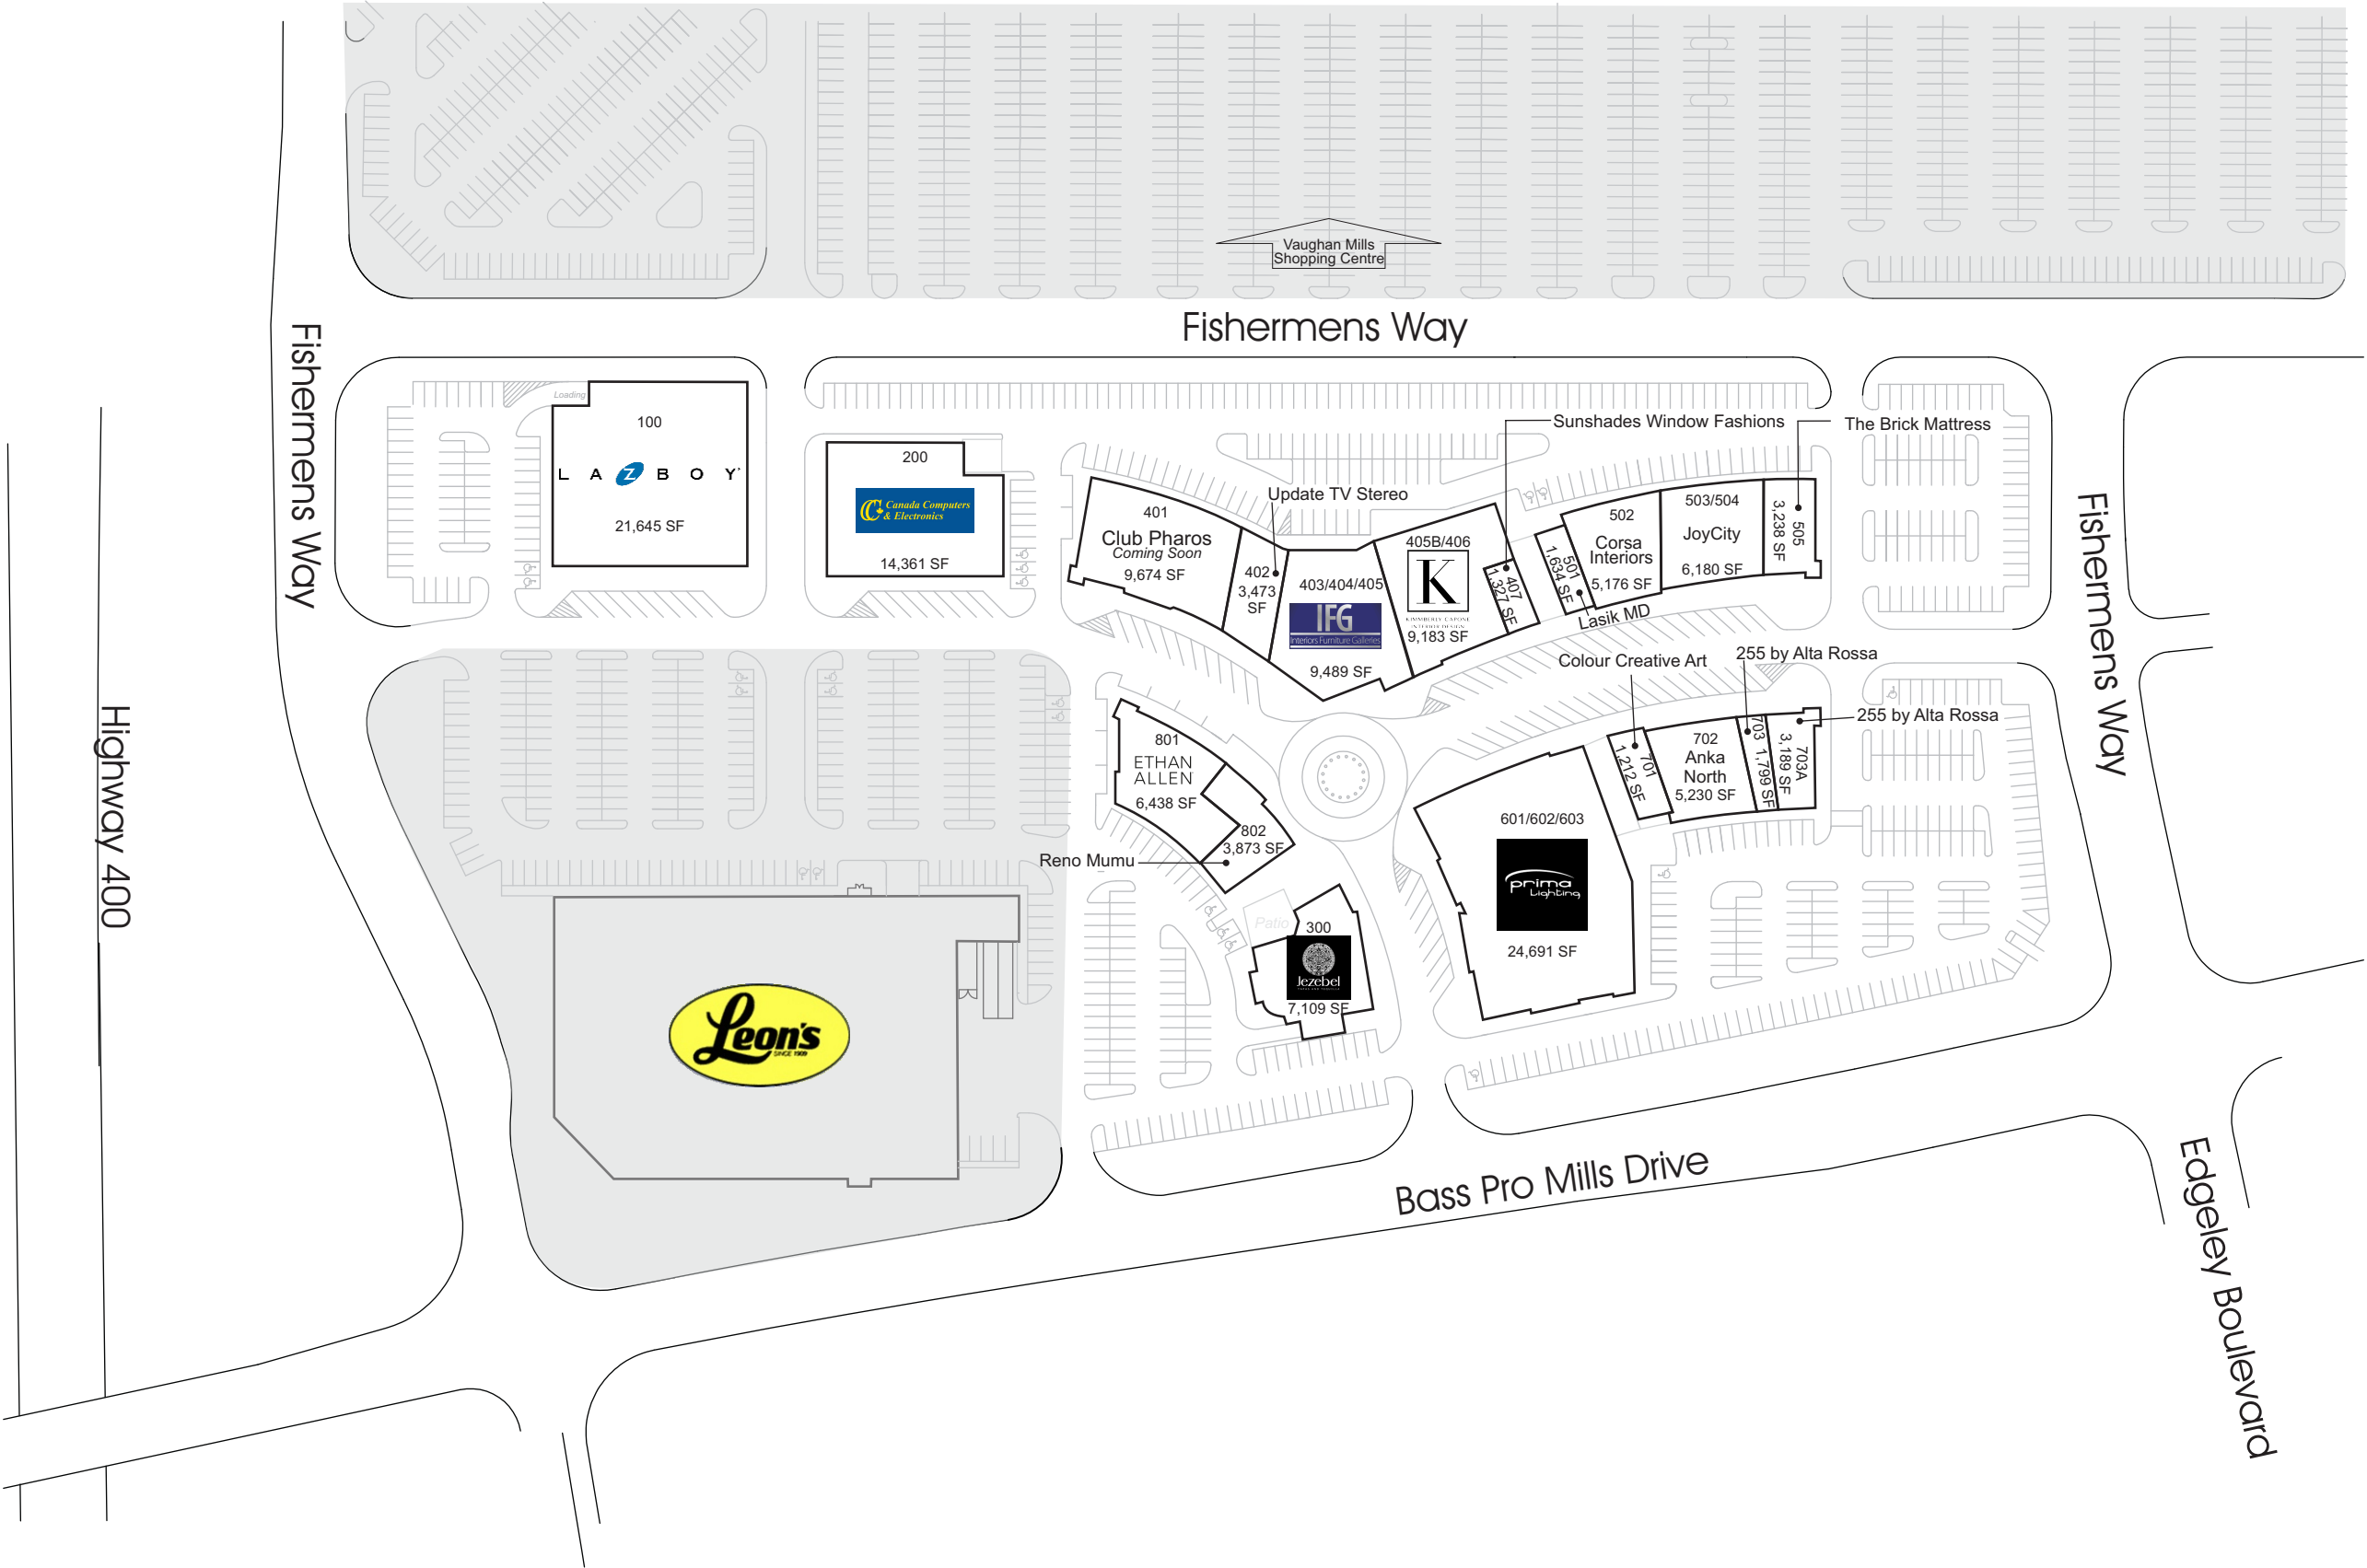 Vaughan Mills
Shopping Centre
Fishermens Way
Fishermens Way
Fishermens Way
Highway 400
Bass Pro Mills Drive
Edgeley Boulevard
Loading
100
LAZBOY
21,645 SF
200
Canada Computers
& Electronics
14,361 SF
401
Club Pharos
Coming Soon
9,674 SF
Update TV Stereo
402
3,473
SF
403/404/405
IFG
Interiors Furniture Galleries
9,489 SF
405B/406
K
9,183 SF
Sunshades Window Fashions
407
1,327 SF
501
1,634 SF
Lasik MD
502
Corsa
Interiors
5,176 SF
503/504
JoyCity
6,180 SF
The Brick Mattress
505
3,238 SF
Colour Creative Art
701
1,212 SF
702
Anka
North
5,230 SF
255 by Alta Rossa
703 1,799 SF
255 by Alta Rossa
703A
3,189 SF
801
ETHAN
ALLEN
6,438 SF
802
3,873 SF
Reno Mumu
Patio
300
Jezebel
7,109 SF
601/602/603
prima
Lighting
24,691 SF
Leon's
SINCE 1909